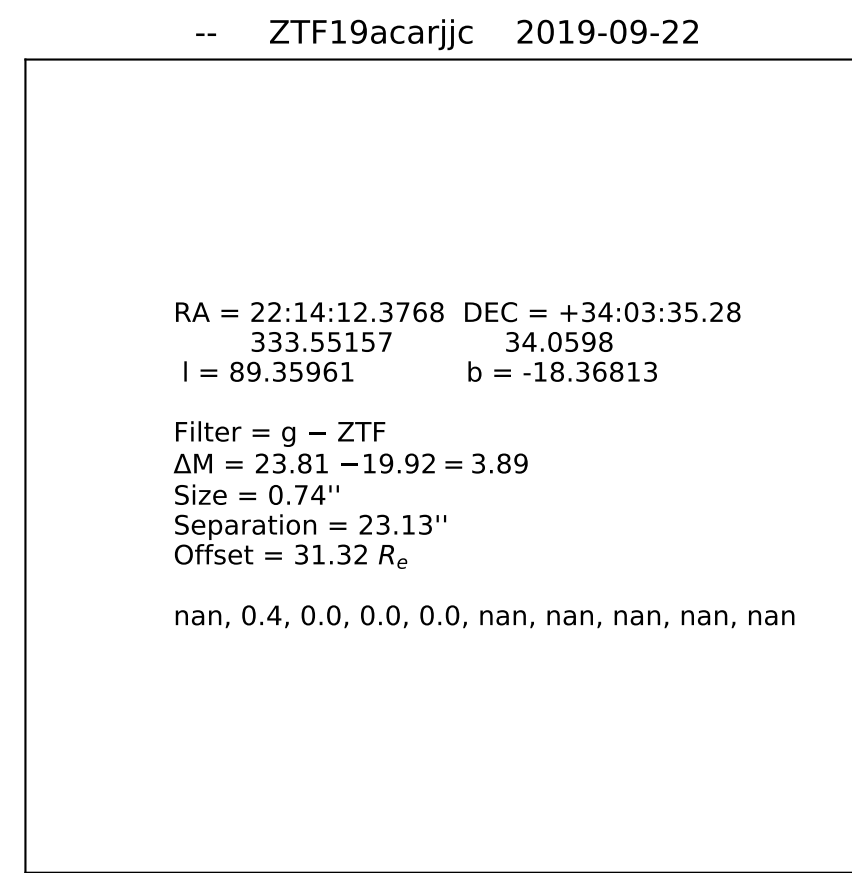 -- ZTF19acarjjc 2019-09-22
RA = 22:14:12.3768 DEC = +34:03:35.28
333.55157 34.0598
l = 89.35961 b = -18.36813
Filter = g − ZTF
ΔM = 23.81 −19.92 = 3.89
Size = 0.74''
Separation = 23.13''
Offset = 31.32 Re
nan, 0.4, 0.0, 0.0, 0.0, nan, nan, nan, nan, nan